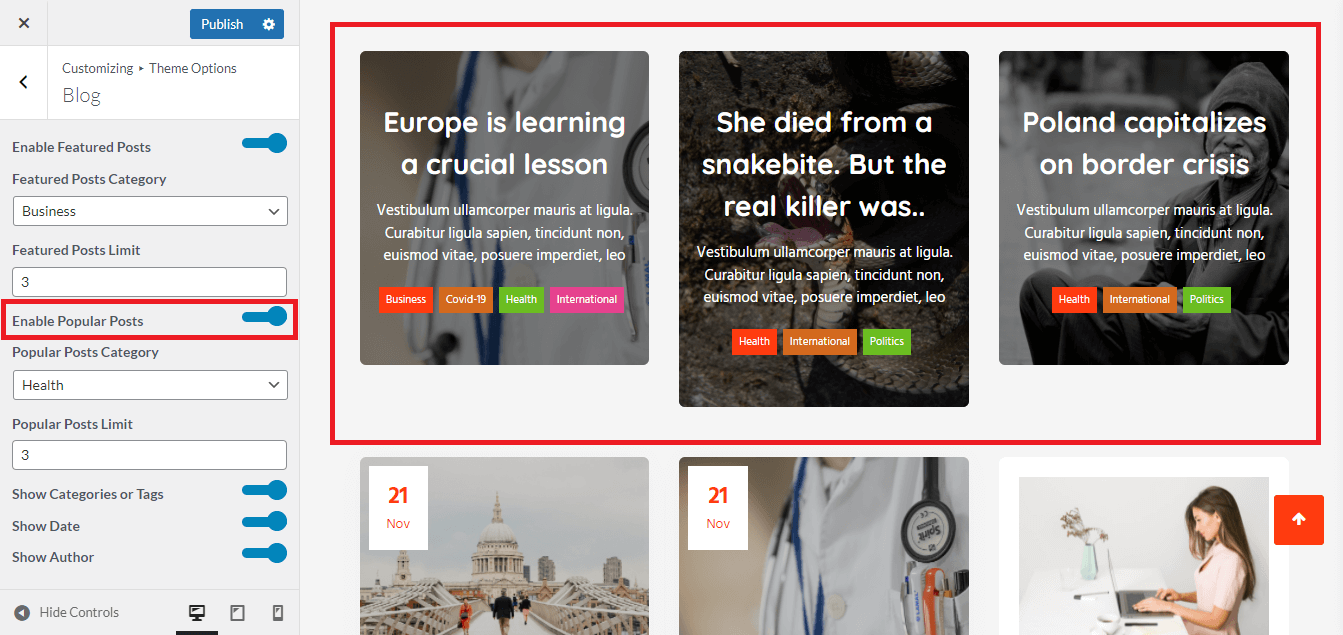 Publish
Customizing ▸ Theme Options
Blog
Enable Featured Posts
Featured Posts Category
Business
Featured Posts Limit
3
Enable Popular Posts
Popular Posts Category
Health
Popular Posts Limit
3
Show Categories or Tags
Show Date
Show Author
Hide Controls
Europe is learning
a crucial lesson
Vestibulum ullamcorper mauris at ligula.
Curabitur ligula sapien, tincidunt non,
euismod vitae, posuere imperdiet, leo
Business Covid-19 Health International
She died from a
snakebite. But the
real killer was..
Vestibulum ullamcorper mauris at ligula.
Curabitur ligula sapien, tincidunt non,
euismod vitae, posuere imperdiet, leo
Health International Politics
Poland capitalizes
on border crisis
Vestibulum ullamcorper mauris at ligula.
Curabitur ligula sapien, tincidunt non,
euismod vitae, posuere imperdiet, leo
Health International Politics
21
Nov
21
Nov
Spirit